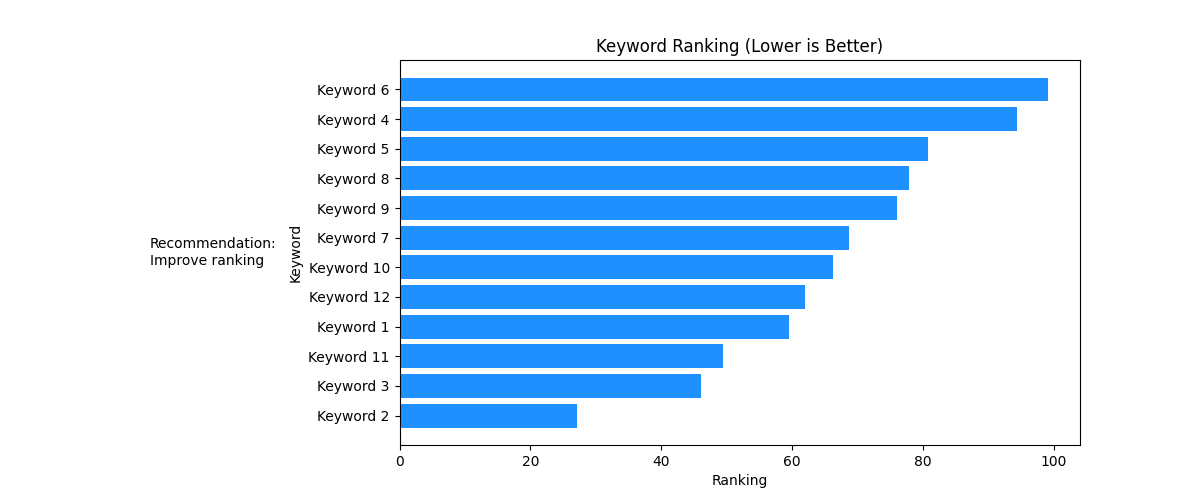 Keyword Ranking (Lower is Better)
Keyword 6
Keyword 4
Keyword 5
Keyword 8
Keyword 9
Keyword 7
Keyword 10
Keyword 12
Keyword 1
Keyword 11
Keyword 3
Keyword 2
Keyword
Recommendation:
Improve ranking
0 20 40 60 80 100
Ranking